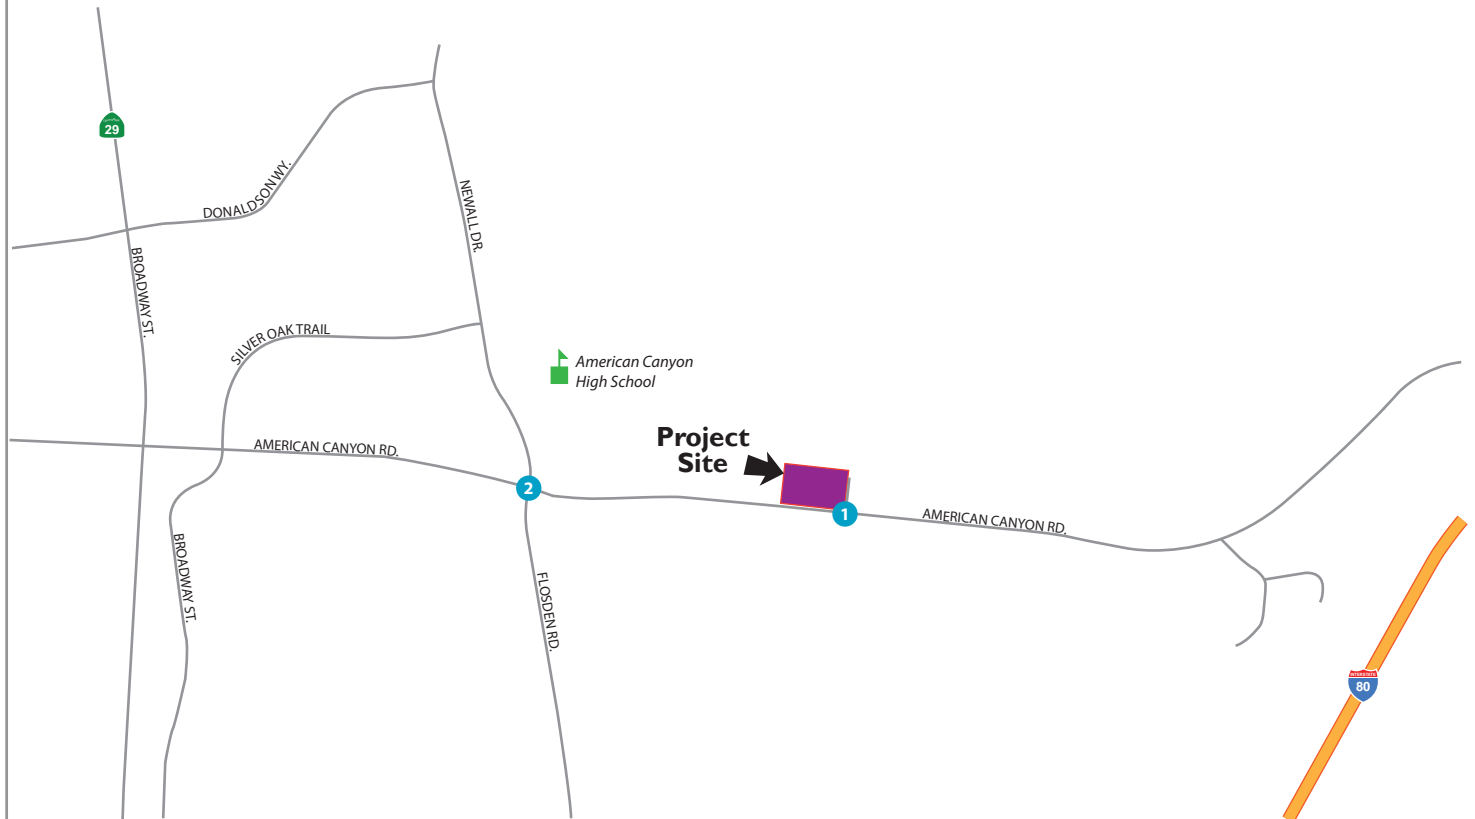 29
DONALDSON WY.
NEWALL DR.
BROADWAY ST.
SILVER OAK TRAIL
American Canyon
High School
Project
Site
AMERICAN CANYON RD.
2
1
AMERICAN CANYON RD.
BROADWAY ST.
FLOSDEN RD.
INTERSTATE
80